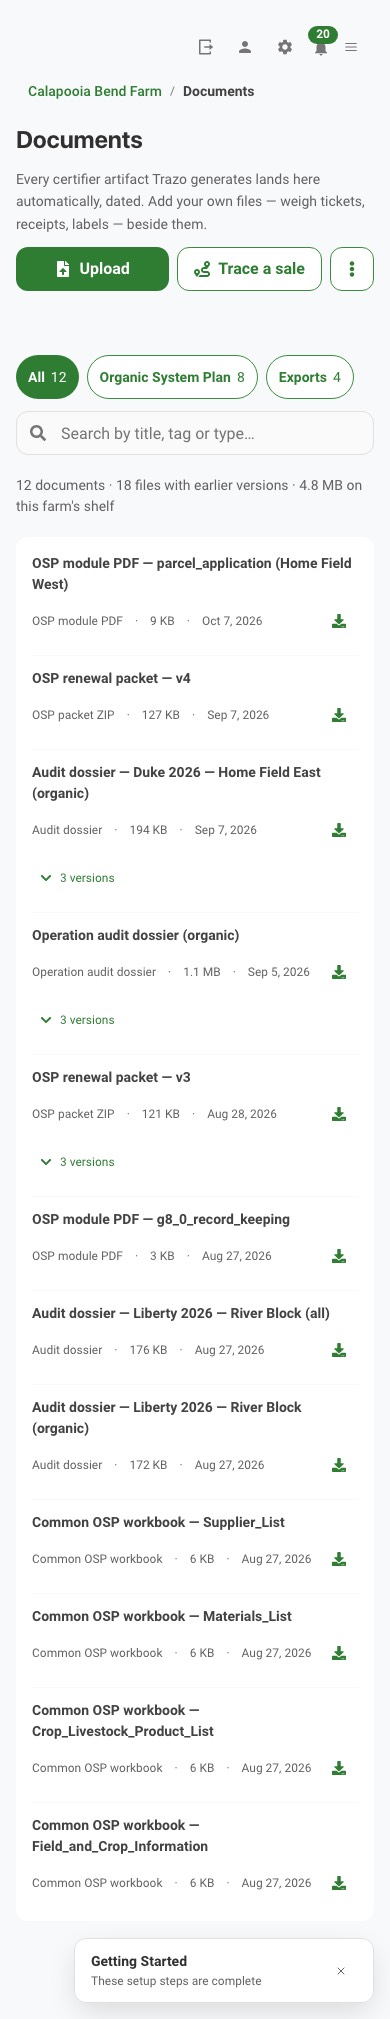 20
Calapooia Bend Farm / Documents
Documents
Every certifier artifact Trazo generates lands here
automatically, dated. Add your own files — weigh tickets,
receipts, labels — beside them.
Upload
Trace a sale
All 12
Organic System Plan 8
Exports 4
Search by title, tag or type…
12 documents · 18 files with earlier versions · 4.8 MB on
this farm's shelf
OSP module PDF — parcel_application (Home Field
West)
OSP module PDF · 9 KB · Oct 7, 2026
OSP renewal packet — v4
OSP packet ZIP · 127 KB · Sep 7, 2026
Audit dossier — Duke 2026 — Home Field East
(organic)
Audit dossier · 194 KB · Sep 7, 2026
3 versions
Operation audit dossier (organic)
Operation audit dossier · 1.1 MB · Sep 5, 2026
3 versions
OSP renewal packet — v3
OSP packet ZIP · 121 KB · Aug 28, 2026
3 versions
OSP module PDF — g8_0_record_keeping
OSP module PDF · 3 KB · Aug 27, 2026
Audit dossier — Liberty 2026 — River Block (all)
Audit dossier · 176 KB · Aug 27, 2026
Audit dossier — Liberty 2026 — River Block
(organic)
Audit dossier · 172 KB · Aug 27, 2026
Common OSP workbook — Supplier_List
Common OSP workbook · 6 KB · Aug 27, 2026
Common OSP workbook — Materials_List
Common OSP workbook · 6 KB · Aug 27, 2026
Common OSP workbook —
Crop_Livestock_Product_List
Common OSP workbook · 6 KB · Aug 27, 2026
Common OSP workbook —
Field_and_Crop_Information
Common OSP workbook · 6 KB · Aug 27, 2026
Getting Started
These setup steps are complete